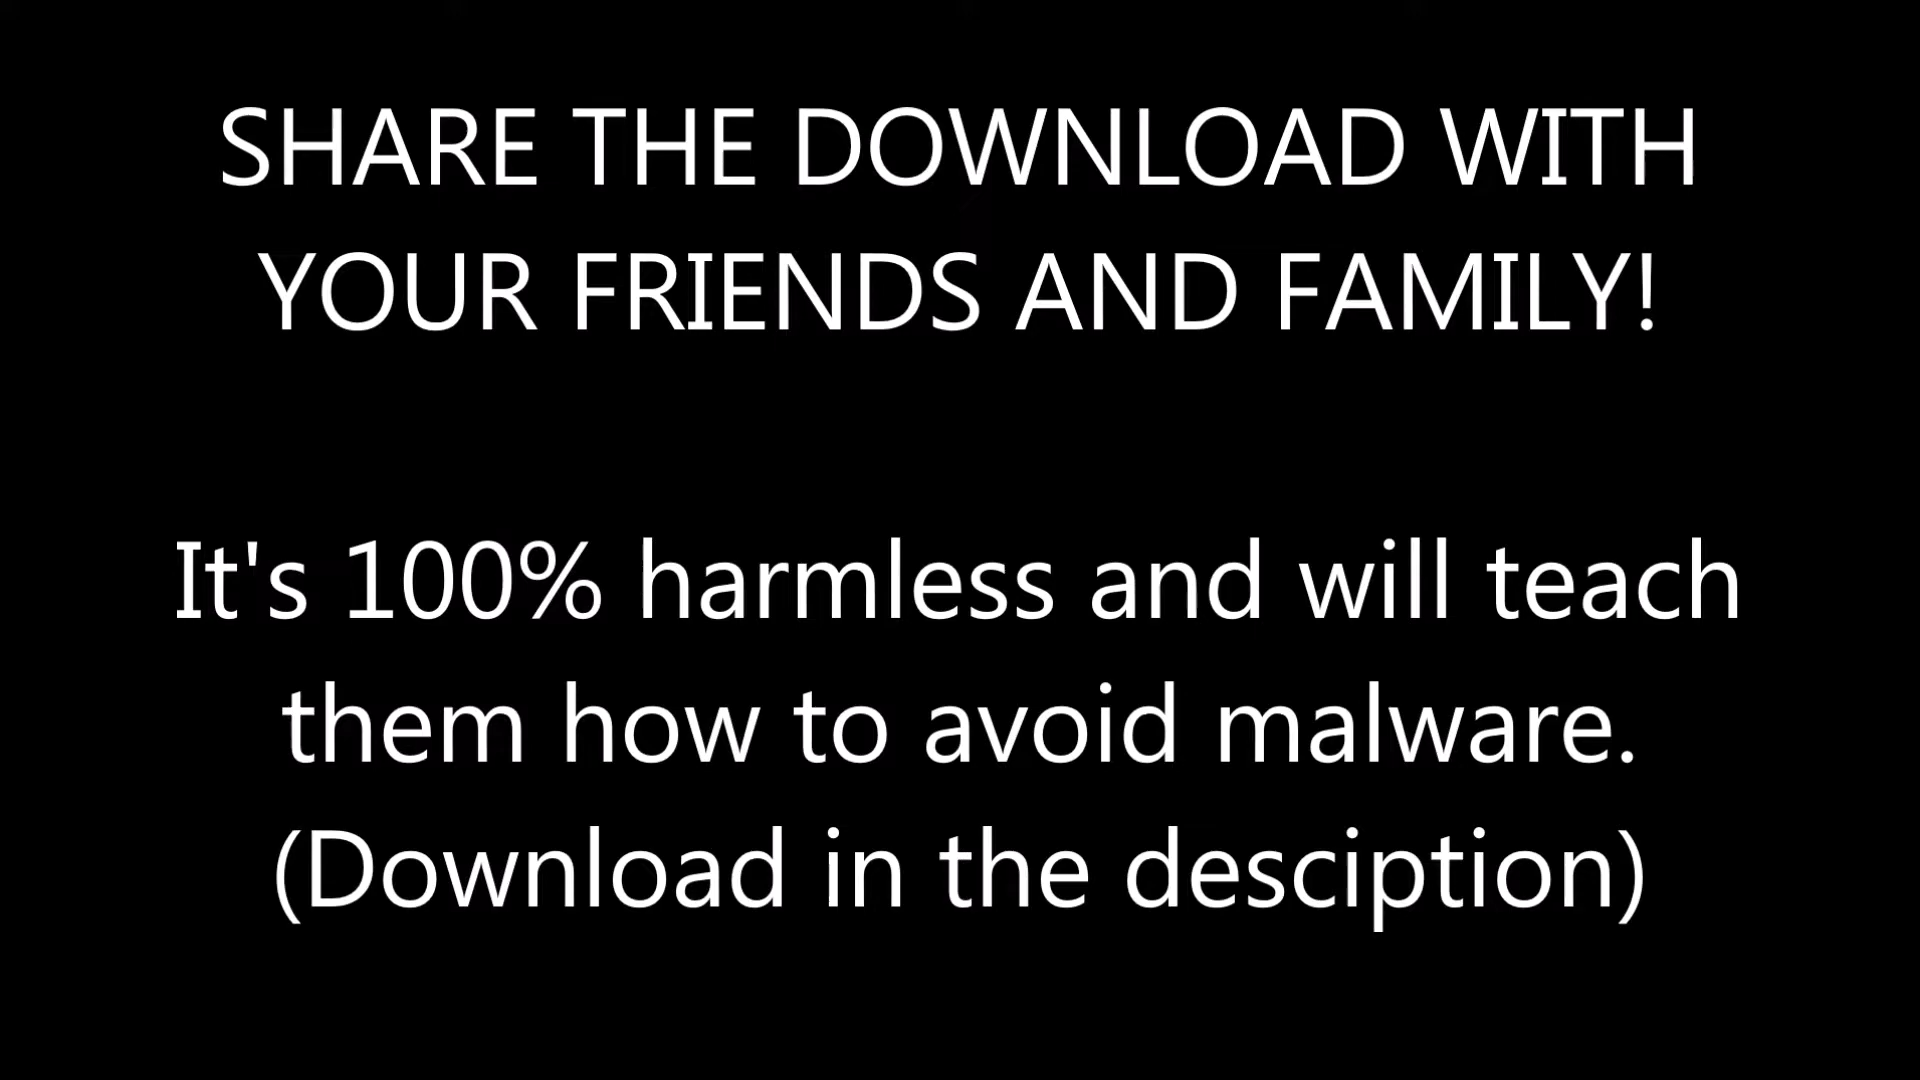 SHARE THE DOWNLOAD WITH
YOUR FRIENDS AND FAMILY!
It's 100% harmless and will teach
them how to avoid malware.
(Download in the desciption)